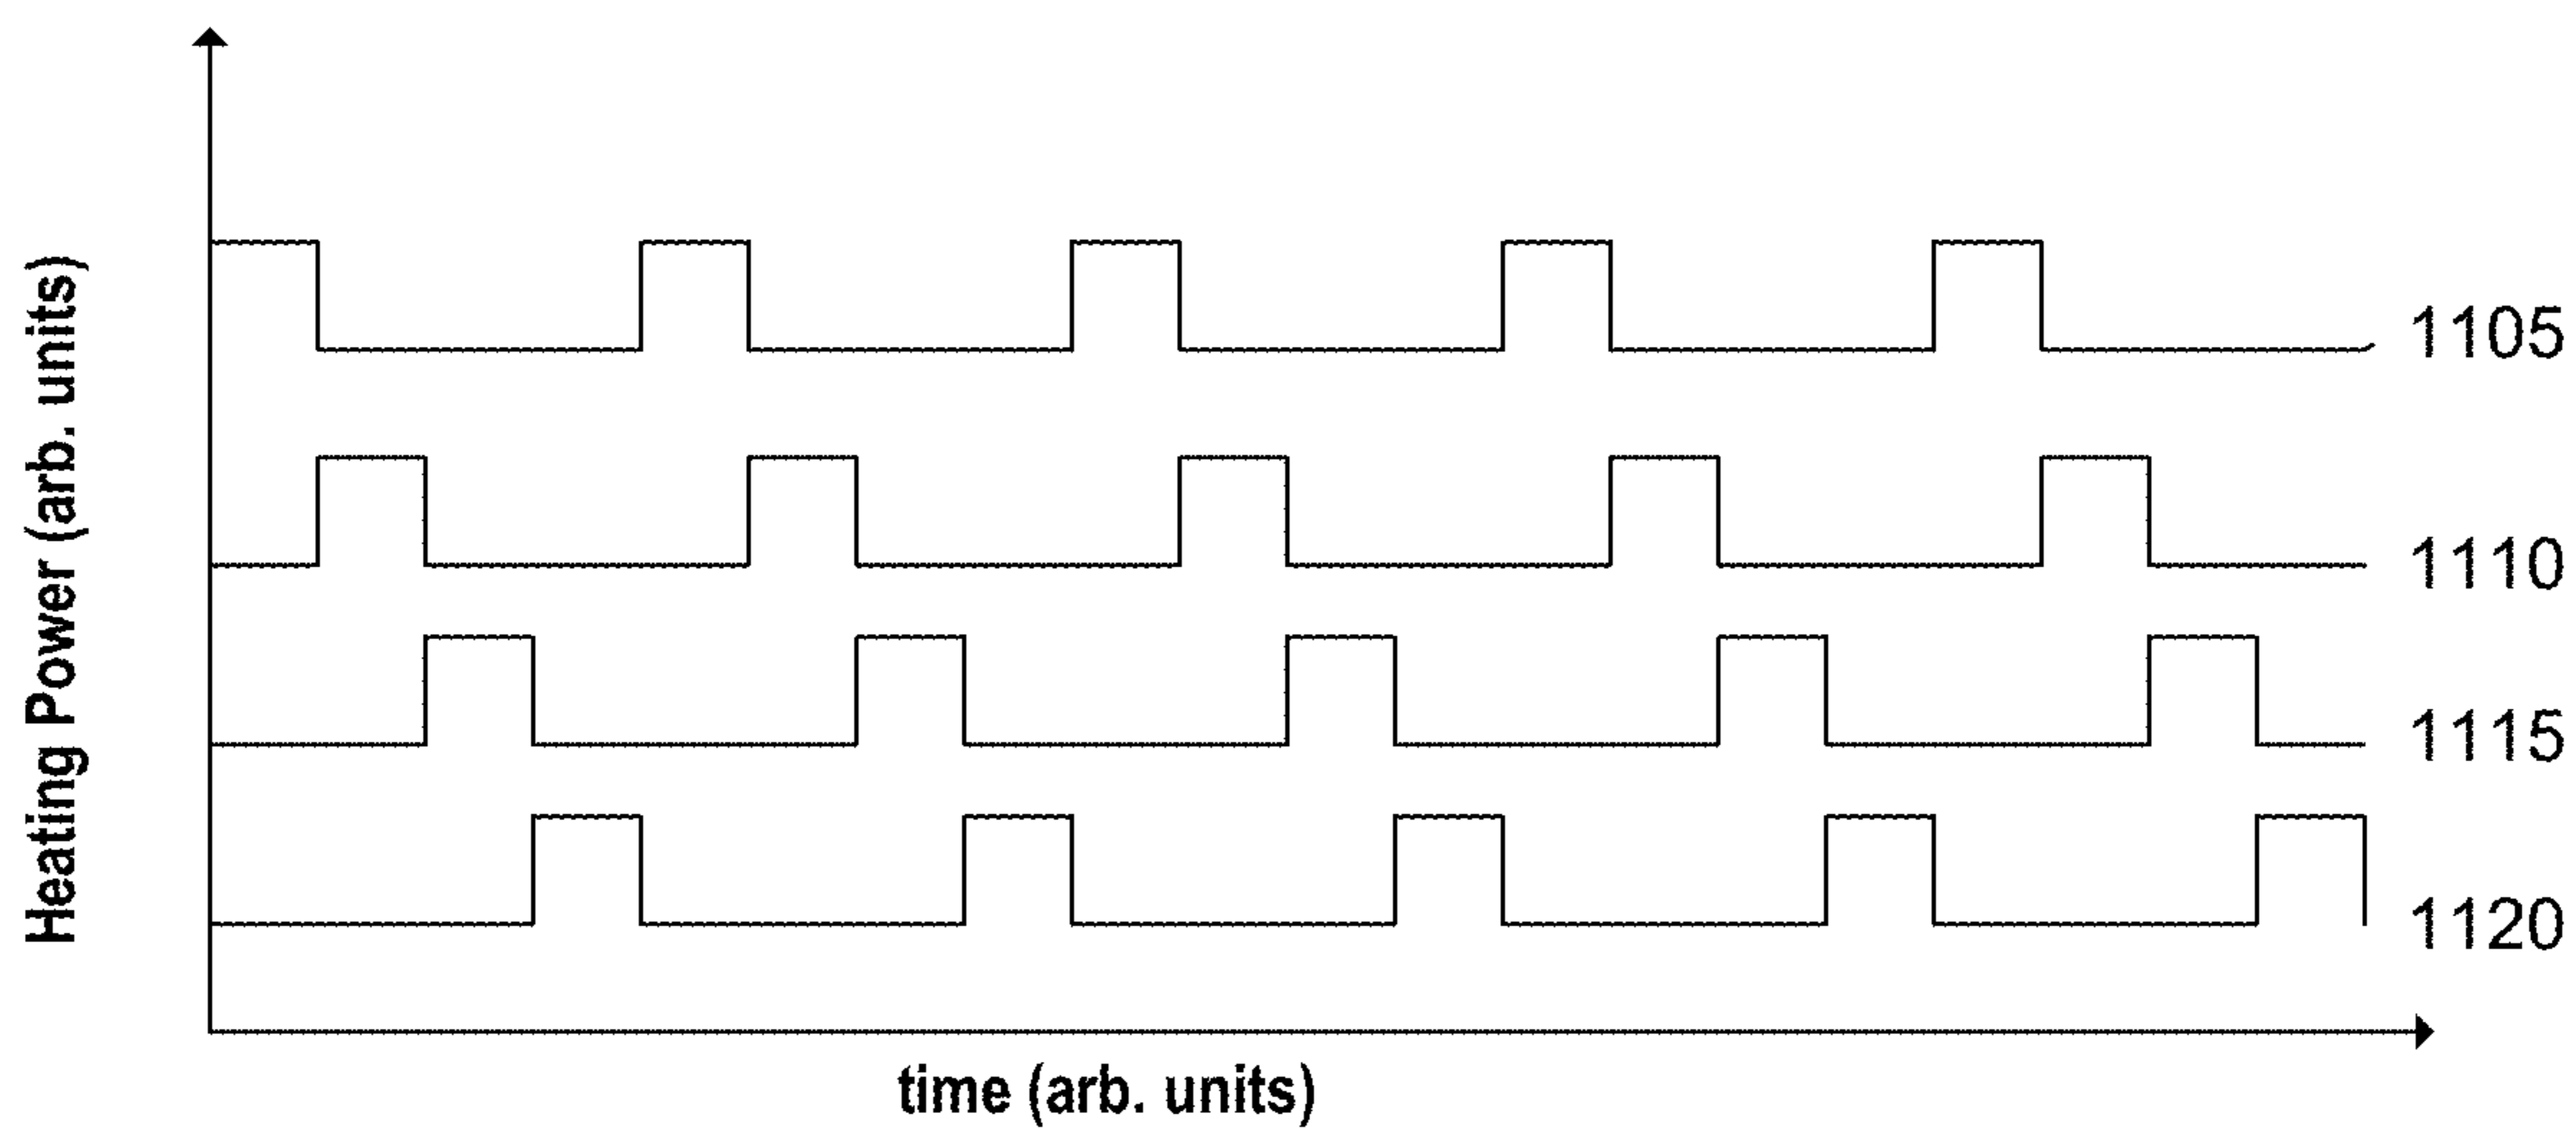 Heating Power (arb. units)
1105
1110
1115
1120
time (arb. units)